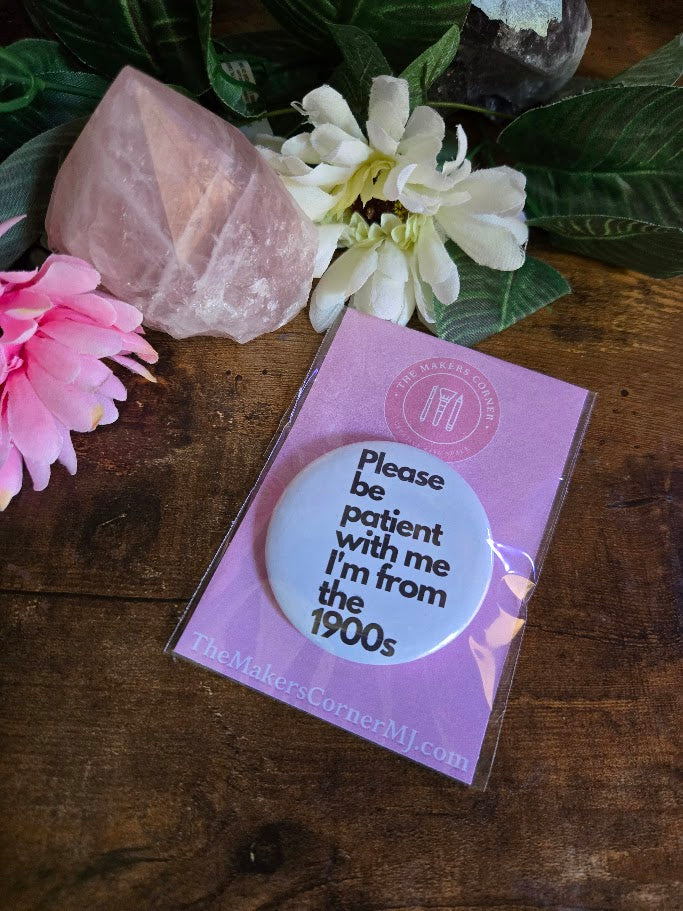 THE MAKERS CORNER
Please
be
patient
with me
I'm from
the
1900s
TheMakersCornerMJ.com